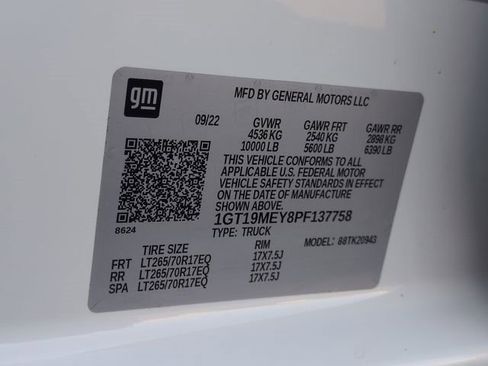 gm
MFD BY GENERAL MOTORS LLC
09/22 GVWR GAWR FRT GAWR RR
4536 KG 2540 KG 2898 KG
10000 LB 5600 LB 6390 LB
THIS VEHICLE CONFORMS TO ALL
APPLICABLE U.S. FEDERAL MOTOR
VEHICLE SAFETY STANDARDS IN EFFECT
ON THE DATE OF MANUFACTURE
SHOWN ABOVE.
1GT19MEY8PF137758
8624
TYPE: TRUCK MODEL: 88TK20943
TIRE SIZE RIM
FRT LT265/70R17EQ 17X7.5J
RR LT265/70R17EQ 17X7.5J
SPA LT265/70R17EQ 17X7.5J